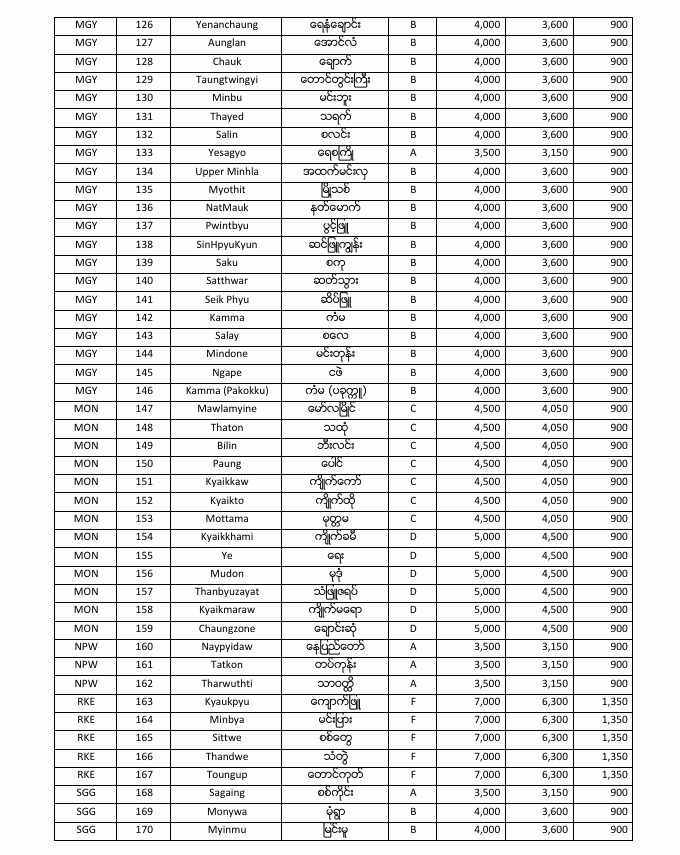 MGY 126 Yenanchaung ရေနံချောင်း B 4,000 3,600 900
MGY 127 Aunglan အောင်လံ B 4,000 3,600 900
MGY 128 Chauk ချောက် B 4,000 3,600 900
MGY 129 Taungtwingyi တောင်တွင်းကြီး B 4,000 3,600 900
MGY 130 Minbu မင်းဘူး B 4,000 3,600 900
MGY 131 Thayed သရက် B 4,000 3,600 900
MGY 132 Salin စလင်း B 4,000 3,600 900
MGY 133 Yesagyo ရေစကြို A 3,500 3,150 900
MGY 134 Upper Minhla အထက်မင်းလှ B 4,000 3,600 900
MGY 135 Myothit မြို့သစ် B 4,000 3,600 900
MGY 136 NatMauk နတ်မောက် B 4,000 3,600 900
MGY 137 Pwintbyu ပွင့်ဖြူ B 4,000 3,600 900
MGY 138 SinHpyuKyun ဆင်ဖြူကျွန်း B 4,000 3,600 900
MGY 139 Saku စကု B 4,000 3,600 900
MGY 140 Satthwar ဆတ်သွား B 4,000 3,600 900
MGY 141 Seik Phyu ဆိပ်ဖြူ B 4,000 3,600 900
MGY 142 Kamma ကံမ B 4,000 3,600 900
MGY 143 Salay စလေ B 4,000 3,600 900
MGY 144 Mindone မင်းတုန်း B 4,000 3,600 900
MGY 145 Ngape ငဖဲ B 4,000 3,600 900
MGY 146 Kamma (Pakokku) ကံမ (ပခုက္ကူ) B 4,000 3,600 900
MON 147 Mawlamyine မော်လမြိုင် C 4,500 4,050 900
MON 148 Thaton သထုံ C 4,500 4,050 900
MON 149 Bilin ဘီးလင်း C 4,500 4,050 900
MON 150 Paung ပေါင် C 4,500 4,050 900
MON 151 Kyaikkaw ကျိုက်ကော် C 4,500 4,050 900
MON 152 Kyaikto ကျိုက်ထို C 4,500 4,050 900
MON 153 Mottama မုတ္တမ C 4,500 4,050 900
MON 154 Kyaikkhami ကျိုက်ခမီ D 5,000 4,500 900
MON 155 Ye ရေး D 5,000 4,500 900
MON 156 Mudon မုဒုံ D 5,000 4,500 900
MON 157 Thanbyuzayat သံဖြူဇရပ် D 5,000 4,500 900
MON 158 Kyaikmaraw ကျိုက်မရော D 5,000 4,500 900
MON 159 Chaungzone ချောင်းဆုံ D 5,000 4,500 900
NPW 160 Naypyidaw နေပြည်တော် A 3,500 3,150 900
NPW 161 Tatkon တပ်ကုန်း A 3,500 3,150 900
NPW 162 Tharwuthti သာဝတ္ထိ A 3,500 3,150 900
RKE 163 Kyaukpyu ကျောက်ဖြူ F 7,000 6,300 1,350
RKE 164 Minbya မင်းပြား F 7,000 6,300 1,350
RKE 165 Sittwe စစ်တွေ F 7,000 6,300 1,350
RKE 166 Thandwe သံတွဲ F 7,000 6,300 1,350
RKE 167 Toungup တောင်ကုတ် F 7,000 6,300 1,350
SGG 168 Sagaing စစ်ကိုင်း A 3,500 3,150 900
SGG 169 Monywa မုံရွာ B 4,000 3,600 900
SGG 170 Myinmu မြင်းမူ B 4,000 3,600 900